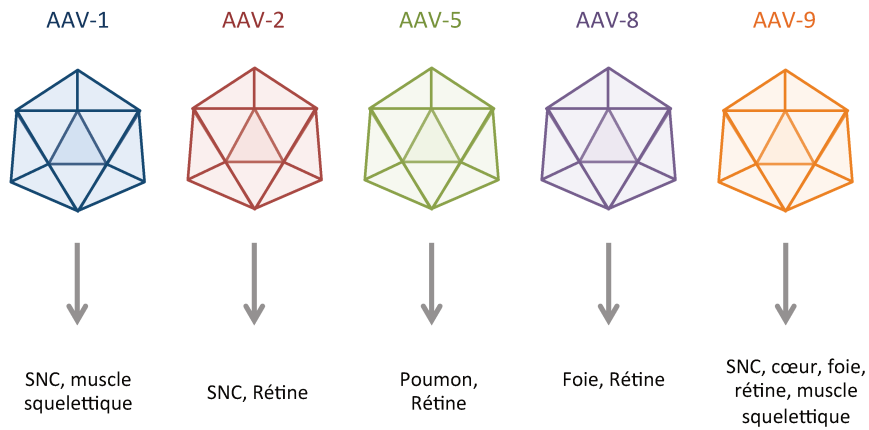 AAV-1
AAV-2
AAV-5
AAV-8
AAV-9
SNC, muscle
squelettique
SNC, Rétine
Poumon,
Rétine
Foie, Rétine
SNC, cœur, foie,
rétine, muscle
squelettique